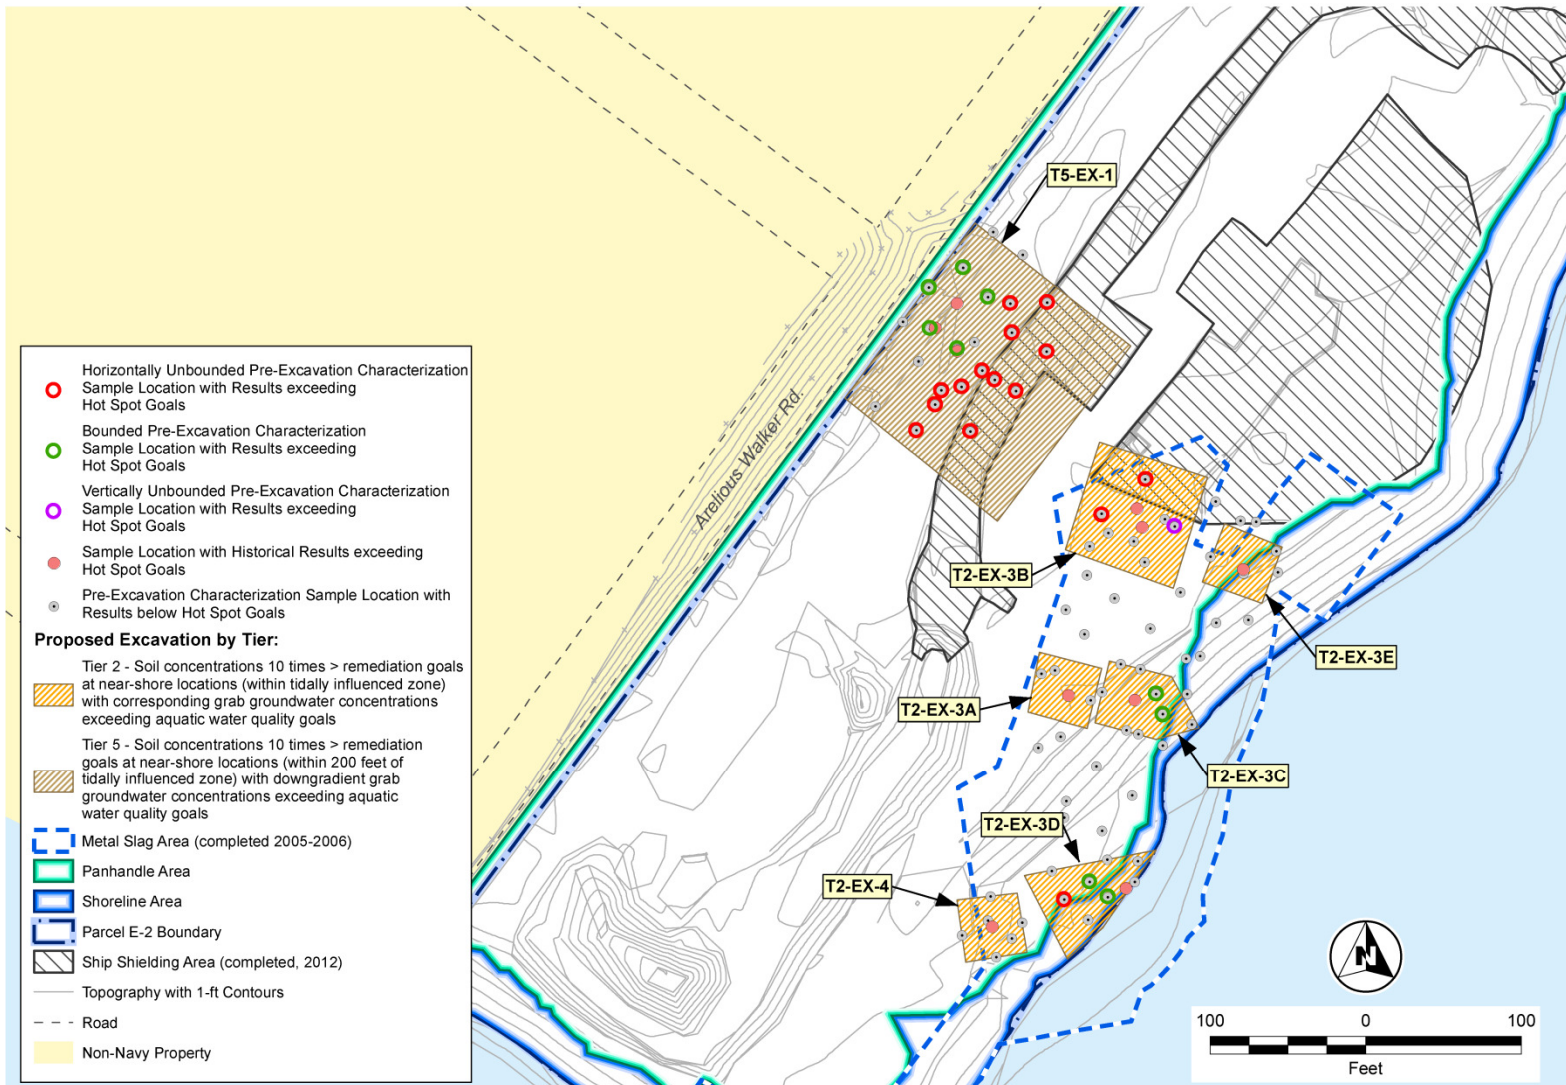 T5-EX-1
Arelious Walker Rd.
T2-EX-3B
T2-EX-3E
T2-EX-3A
T2-EX-3C
T2-EX-3D
T2-EX-4
Horizontally Unbounded Pre-Excavation Characterization
Sample Location with Results exceeding
Hot Spot Goals
Bounded Pre-Excavation Characterization
Sample Location with Results exceeding
Hot Spot Goals
Vertically Unbounded Pre-Excavation Characterization
Sample Location with Results exceeding
Hot Spot Goals
Sample Location with Historical Results exceeding
Hot Spot Goals
Pre-Excavation Characterization Sample Location with
Results below Hot Spot Goals
Proposed Excavation by Tier:
Tier 2 - Soil concentrations 10 times > remediation goals
at near-shore locations (within tidally influenced zone)
with corresponding grab groundwater concentrations
exceeding aquatic water quality goals
Tier 5 - Soil concentrations 10 times > remediation
goals at near-shore locations (within 200 feet of
tidally influenced zone) with downgradient grab
groundwater concentrations exceeding aquatic
water quality goals
Metal Slag Area (completed 2005-2006)
Panhandle Area
Shoreline Area
Parcel E-2 Boundary
Ship Shielding Area (completed, 2012)
Topography with 1-ft Contours
Road
Non-Navy Property
N
100 0 100
Feet